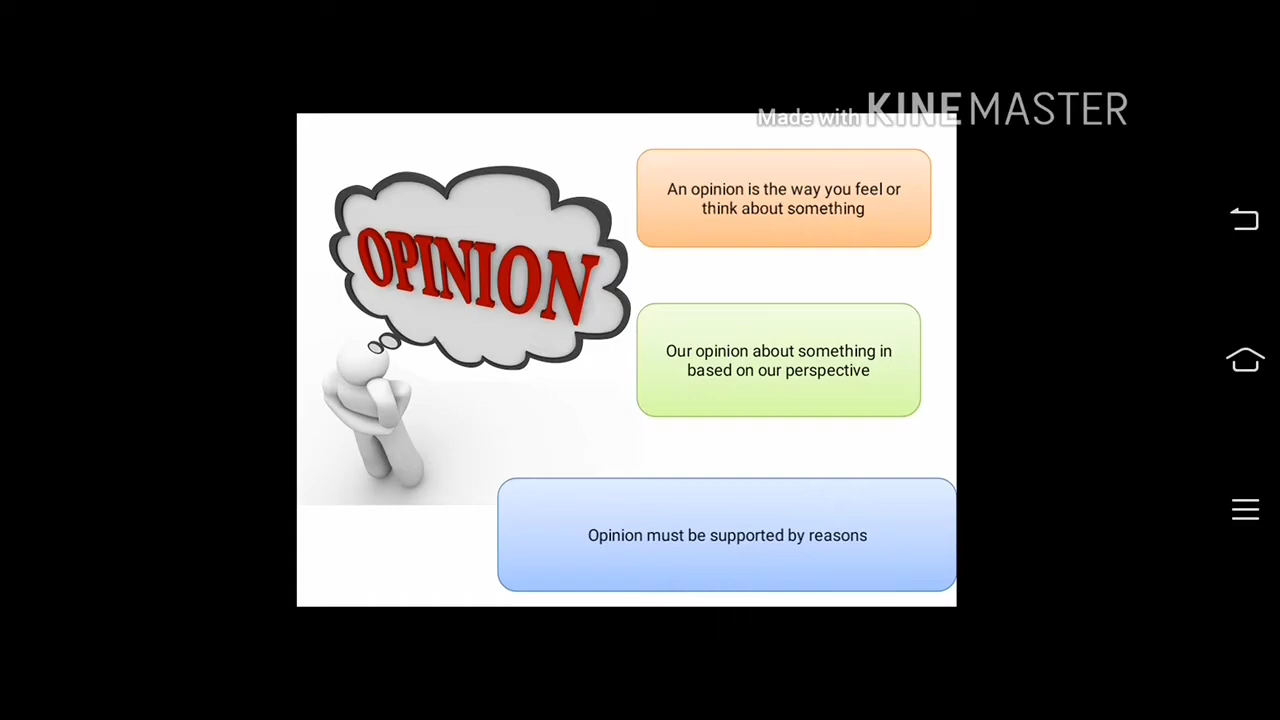 Made with KINEMASTER
OPINION
An opinion is the way you feel or
think about something
Our opinion about something in
based on our perspective
Opinion must be supported by reasons